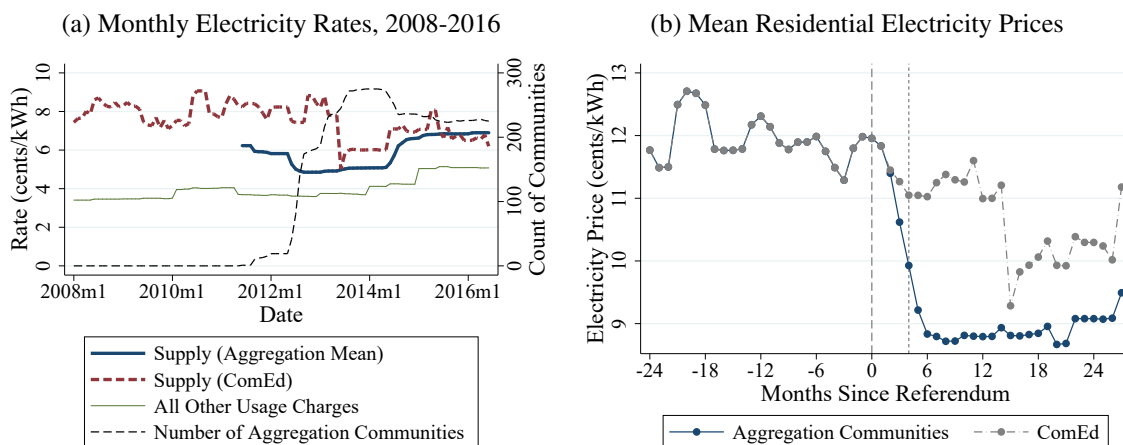 (a) Monthly Electricity Rates, 2008-2016
Rate (cents/kWh)
10
8
6
4
2
0
300
200
100
0
Count of Communities
2008m1 2010m1 2012m1 2014m1 2016m1
Date
Supply (Aggregation Mean)
Supply (ComEd)
All Other Usage Charges
Number of Aggregation Communities
(b) Mean Residential Electricity Prices
Electricity Price (cents/kWh)
13
12
11
10
9
-24 -18 -12 -6 0 6 12 18 24
Months Since Referendum
Aggregation Communities ComEd